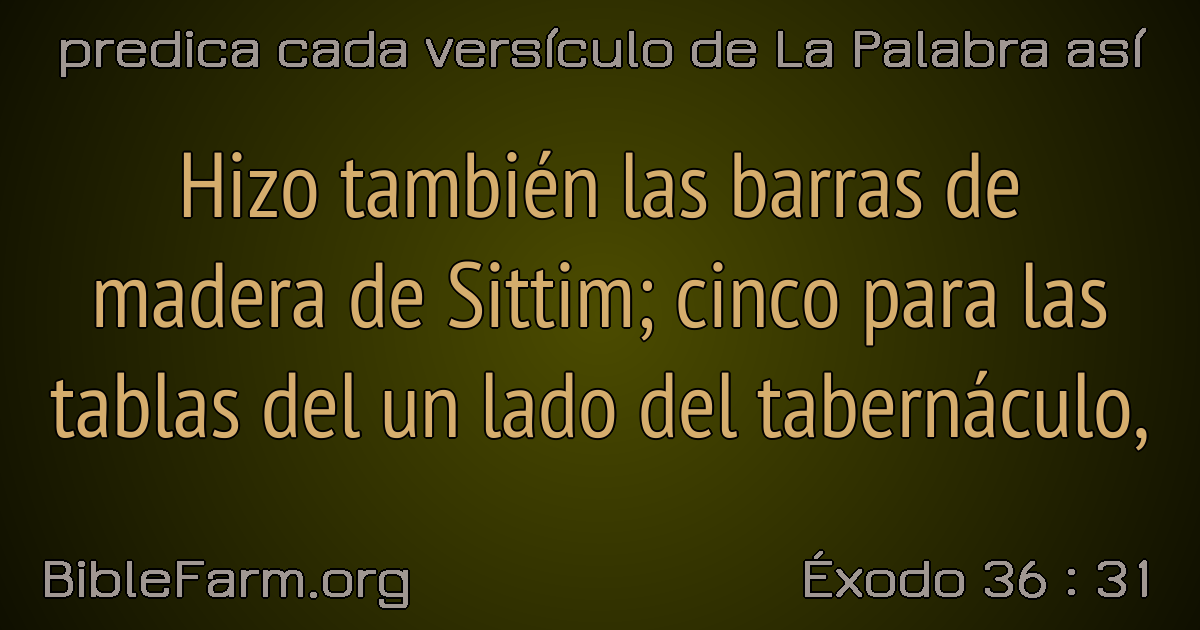 predica cada versículo de La Palabra así
Hizo también las barras de
madera de Sittim; cinco para las
tablas del un lado del tabernáculo,
BibleFarm.org
Éxodo 36 : 31